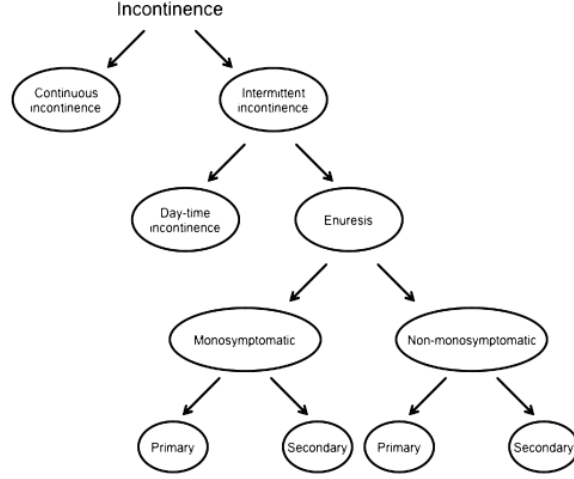 Incontinence
Continuous
incontinence
Intermittent
incontinence
Day-time
incontinence
Enuresis
Monosymptomatic
Non-monosymptomatic
Primary
Secondary
Primary
Secondary